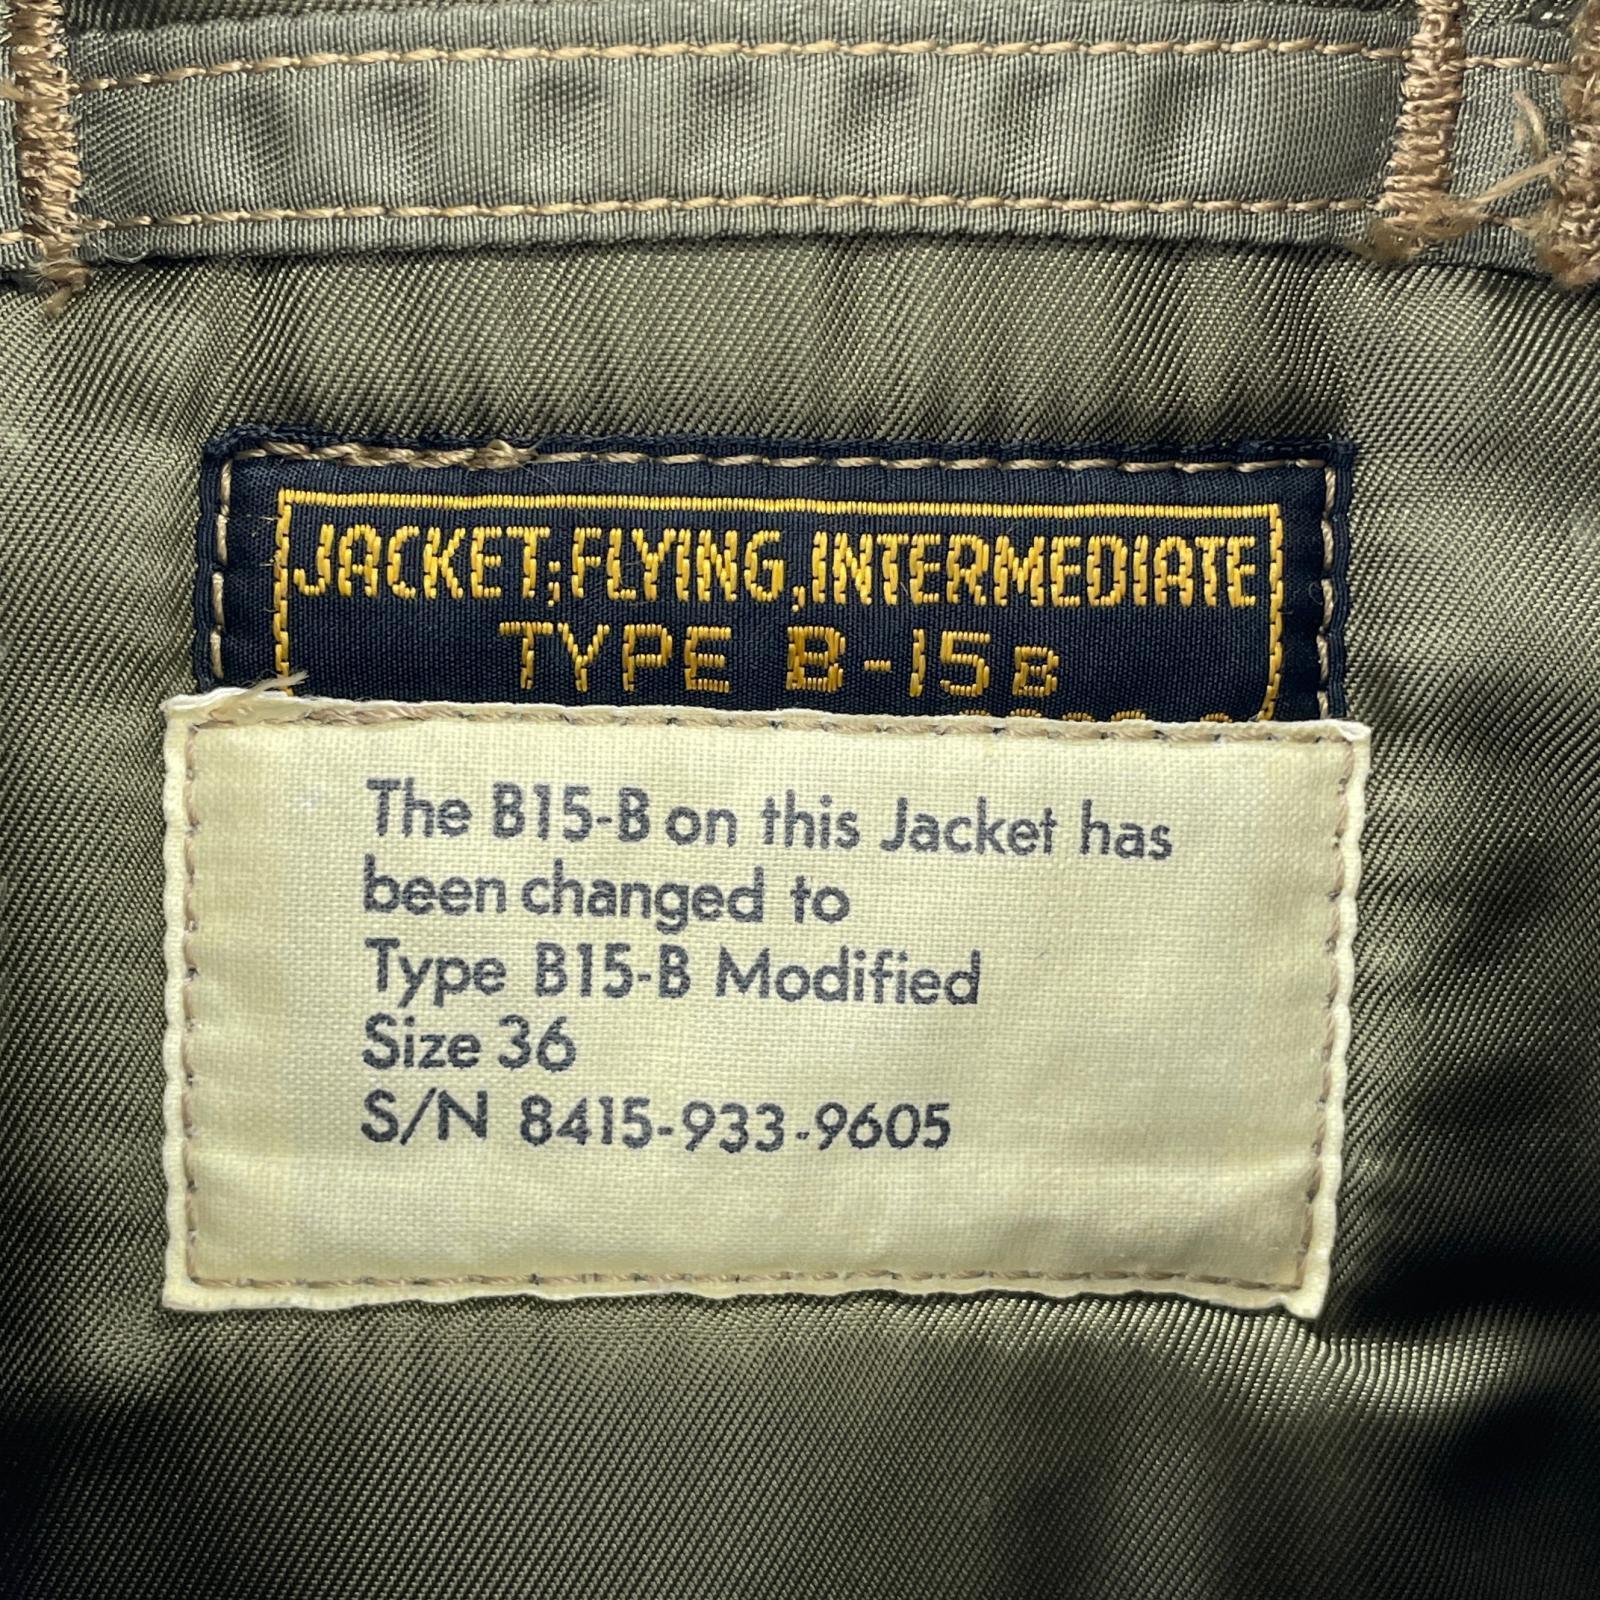 JACKET;FLYING,INTERMEDIATE
TYPE B-15B
The B15-B on this Jacket has
been changed to
Type B15-B Modified
Size 36
S/N 8415-933-9605